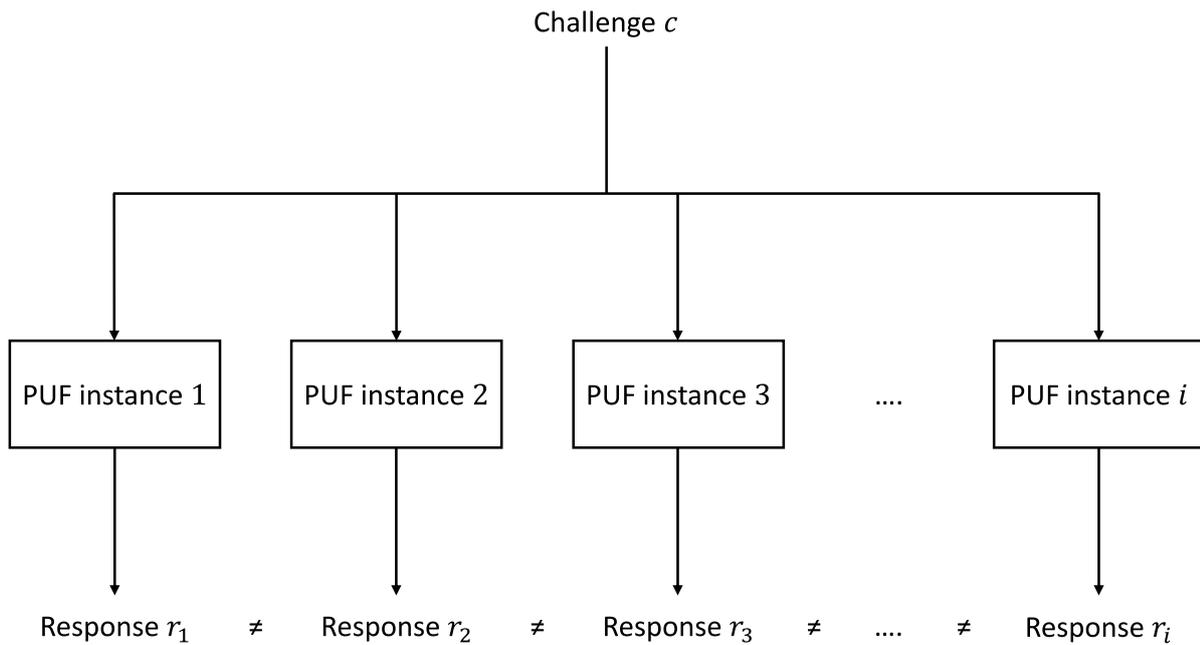 Challenge c
PUF instance 1 PUF instance 2 PUF instance 3 .... PUF instance i
Response r₁ ≠ Response r₂ ≠ Response r₃ ≠ .... ≠ Response rᵢ